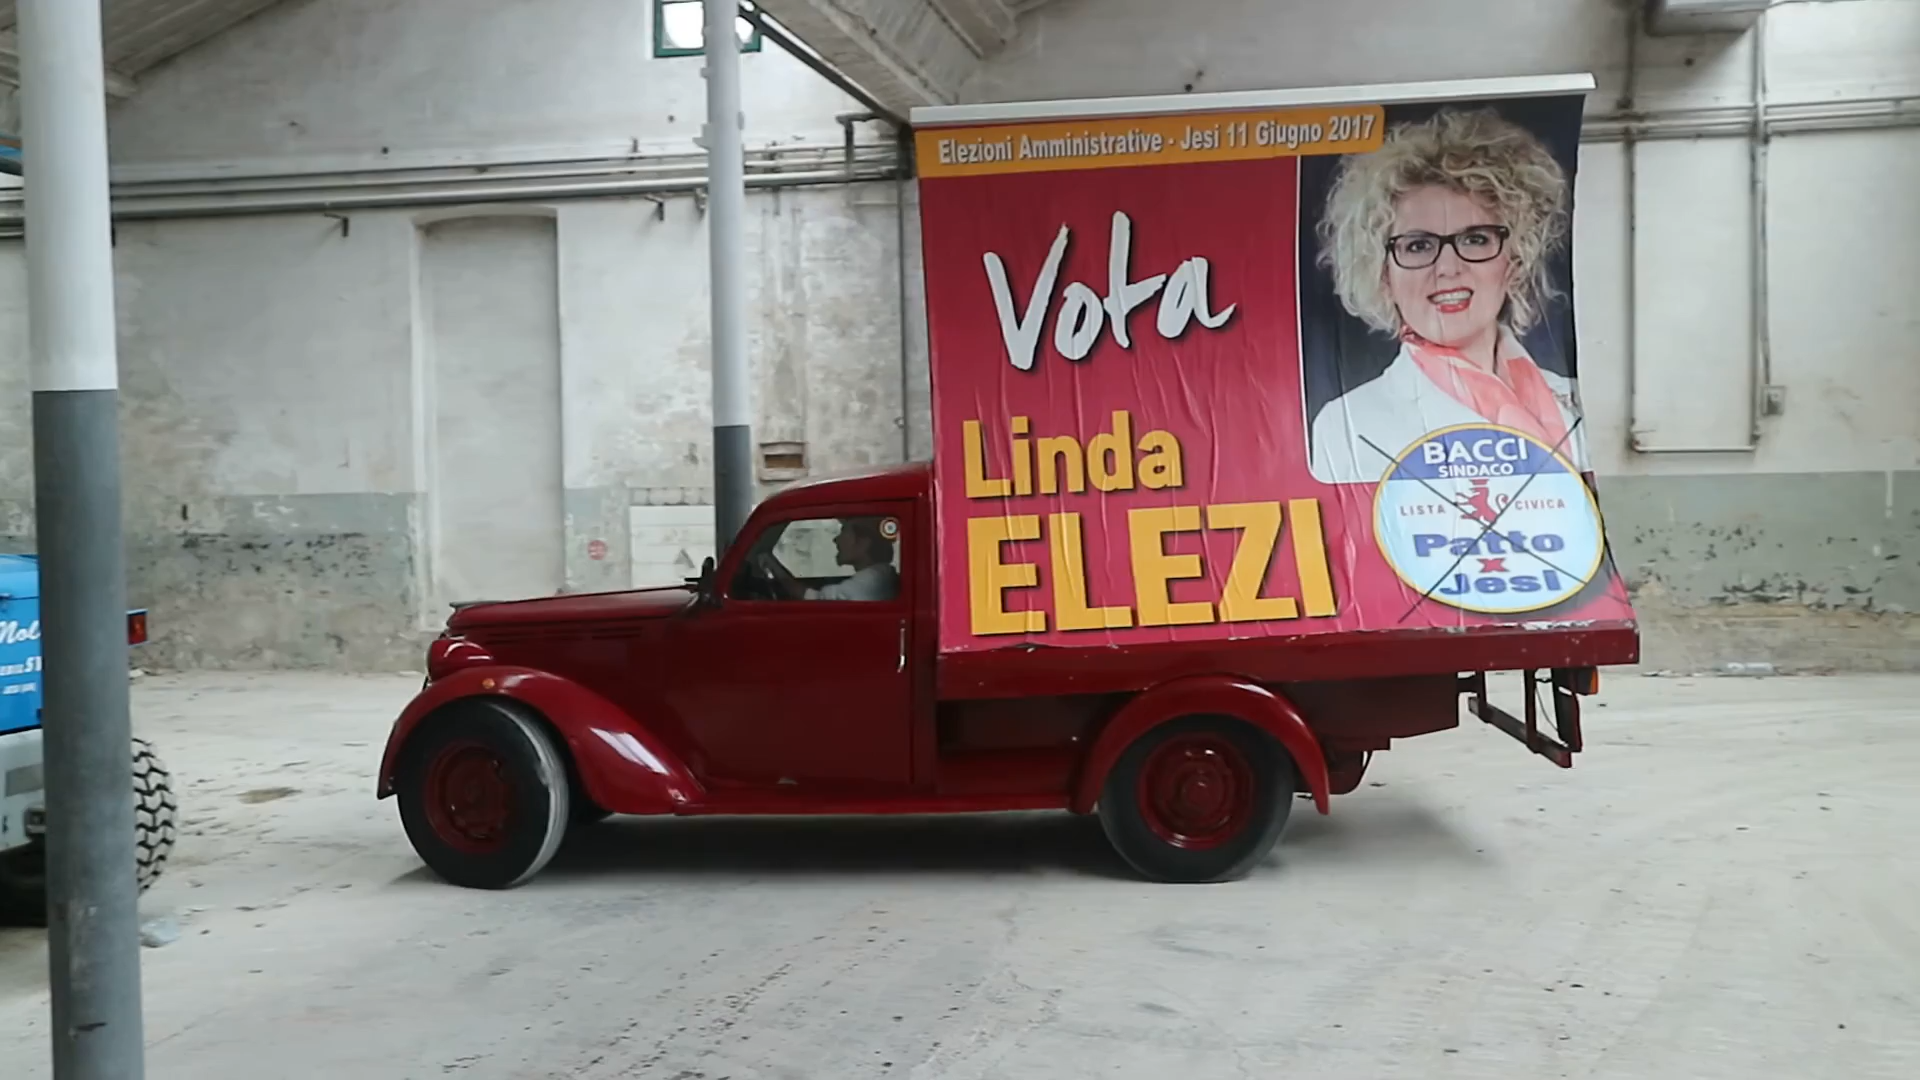 Elezioni Amministrative - Jesi 11 Giugno 2017
Vota
Linda
ELEZI
BACCI
SINDACO
LISTA CIVICA
Patto
x
Jesi